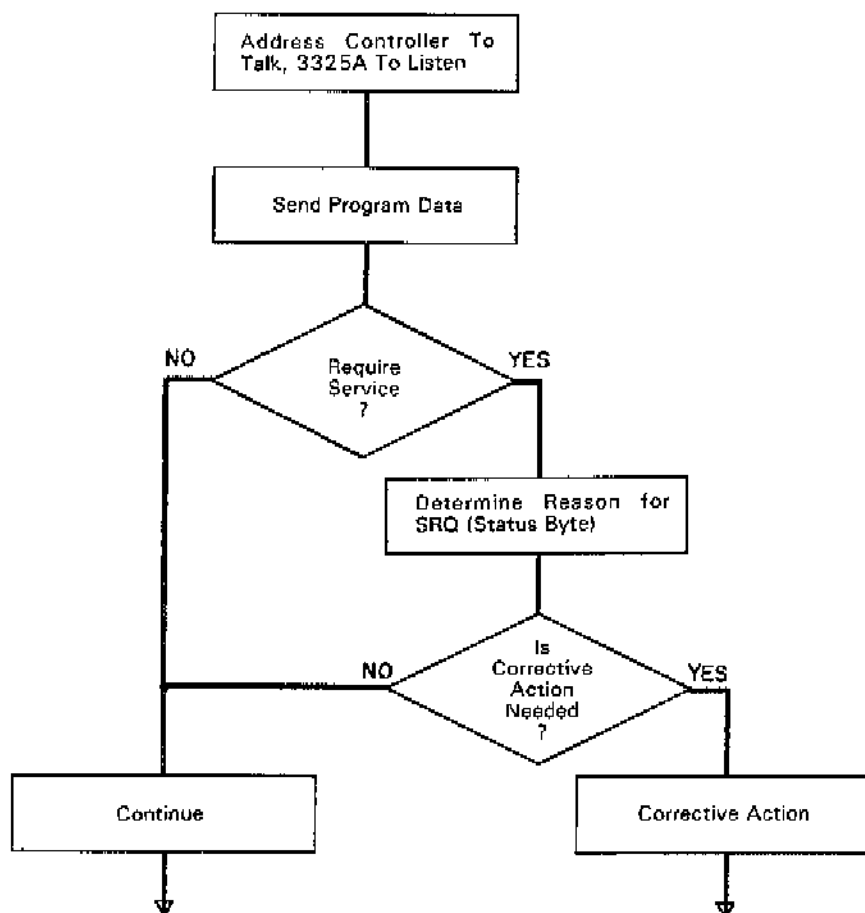 Address Controller To
Talk, 3325A To Listen
Send Program Data
NO
YES
Require
Service
?
Determine Reason for
SRQ (Status Byte)
NO
YES
Is
Corrective
Action
Needed
?
Continue
Corrective Action